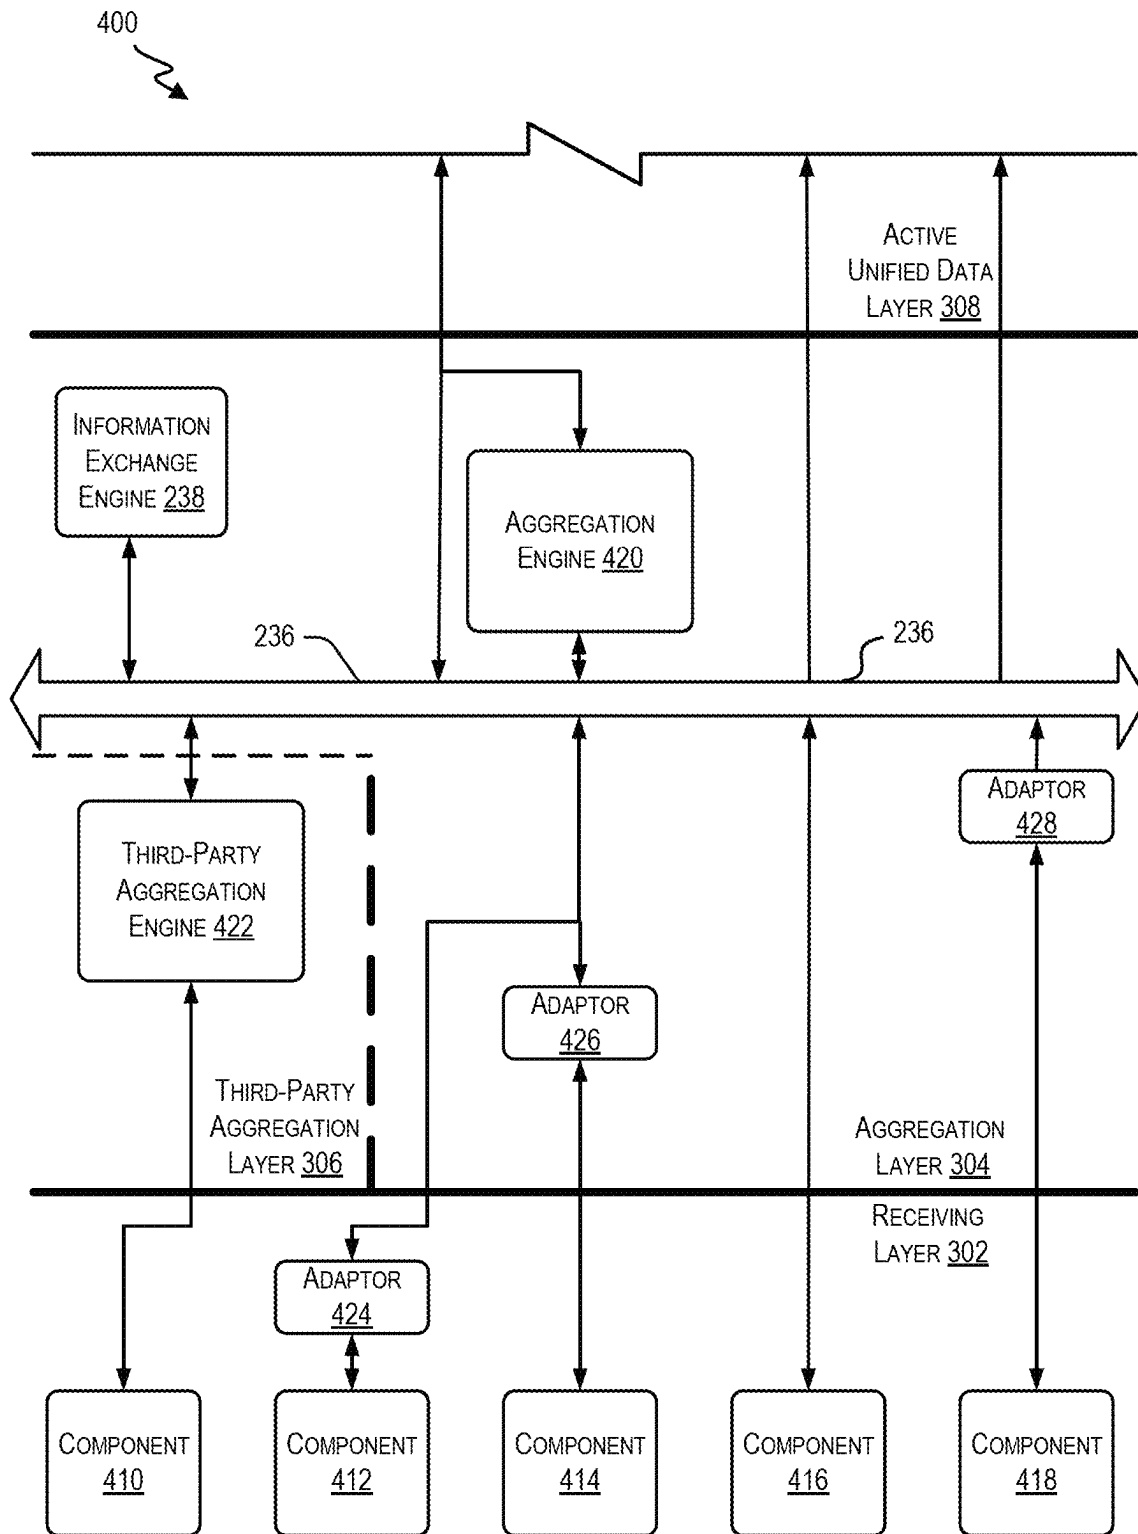 400
ACTIVE
UNIFIED DATA
LAYER 308
INFORMATION
EXCHANGE
ENGINE 238
AGGREGATION
ENGINE 420
236
236
ADAPTOR
428
THIRD-PARTY
AGGREGATION
ENGINE 422
ADAPTOR
426
THIRD-PARTY
AGGREGATION
LAYER 306
AGGREGATION
LAYER 304
RECEIVING
LAYER 302
ADAPTOR
424
COMPONENT
410
COMPONENT
412
COMPONENT
414
COMPONENT
416
COMPONENT
418